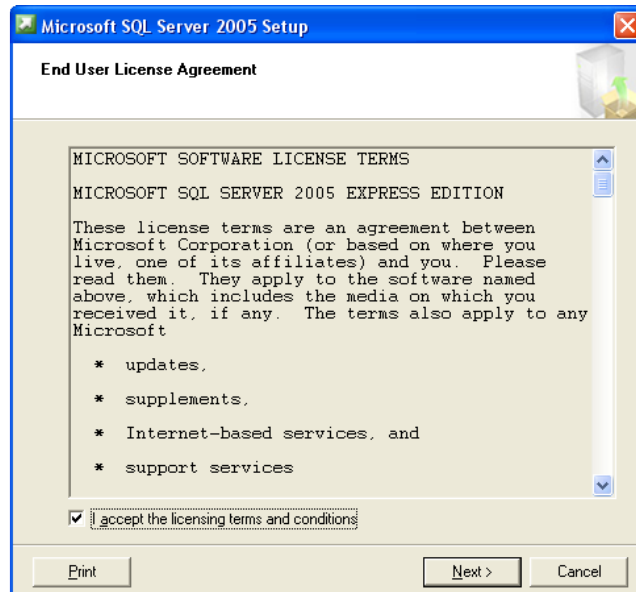 Microsoft SQL Server 2005 Setup
End User License Agreement
MICROSOFT SOFTWARE LICENSE TERMS
MICROSOFT SQL SERVER 2005 EXPRESS EDITION
These license terms are an agreement between
Microsoft Corporation (or based on where you
live, one of its affiliates) and you.  Please
read them.  They apply to the software named
above, which includes the media on which you
received it, if any.  The terms also apply to any
Microsoft
* updates,
* supplements,
* Internet-based services, and
* support services
I accept the licensing terms and conditions
Print
Next >
Cancel